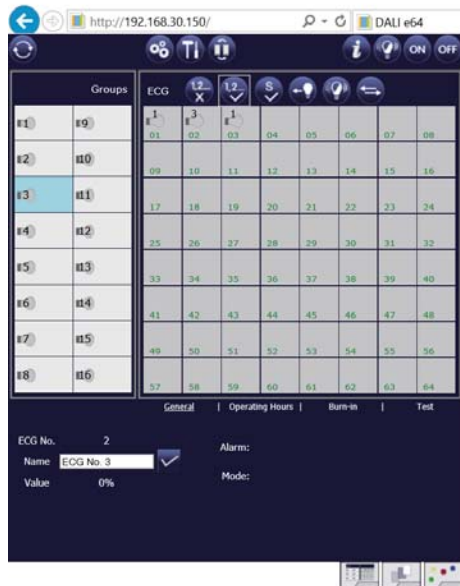 http://192.168.30.150/
DALI e64
i
ON
OFF
Groups
ECG
1,2...
1,2...
S
1
9
2
10
3
11
4
12
5
13
6
14
7
15
8
16
1 3 1
01 02 03 04 05 06 07 08
09 10 11 12 13 14 15 16
17 18 19 20 21 22 23 24
25 26 27 28 29 30 31 32
33 34 35 36 37 38 39 40
41 42 43 44 45 46 47 48
49 50 51 52 53 54 55 56
57 58 59 60 61 62 63 64
General | Operating Hours | Burn-in | Test
ECG No. 2
Name ECG No. 3
Value 0%
Alarm:
Mode: